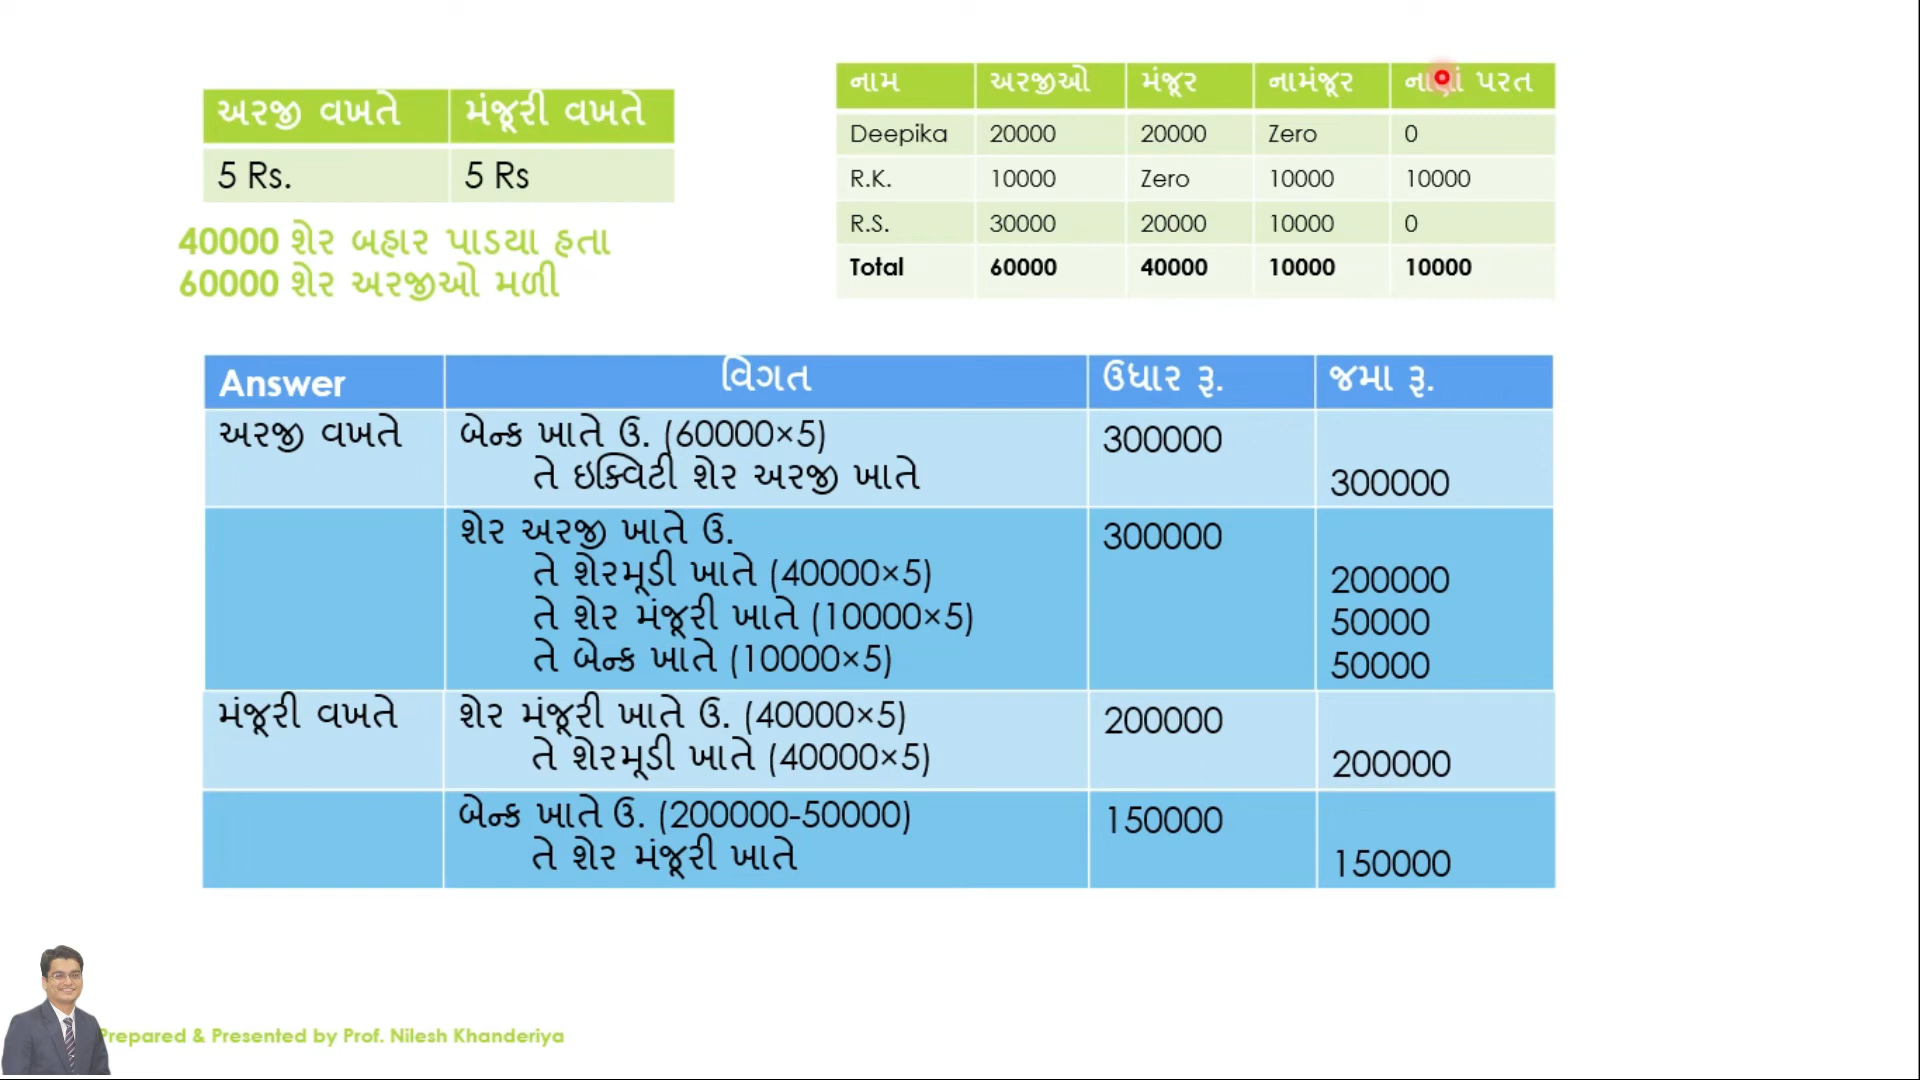 અરજી વખતે મંજૂરી વખતે
5 Rs. 5 Rs
40000 શેર બહાર પાડયા હતા
60000 શેર અરજીઓ મળી
નામ અરજીઓ મંજૂર નામંજૂર નાણાં પરત
Deepika 20000 20000 Zero 0
R.K. 10000 Zero 10000 10000
R.S. 30000 20000 10000 0
Total 60000 40000 10000 10000
Answer વિગત ઉધાર રૂ. જમા રૂ.
અરજી વખતે બેન્ક ખાતે ઉ. (60000×5) 300000
તે ઇક્વિટી શેર અરજી ખાતે 300000
શેર અરજી ખાતે ઉ. 300000
તે શેરમૂડી ખાતે (40000×5) 200000
તે શેર મંજૂરી ખાતે (10000×5) 50000
તે બેન્ક ખાતે (10000×5) 50000
મંજૂરી વખતે શેર મંજૂરી ખાતે ઉ. (40000×5) 200000
તે શેરમૂડી ખાતે (40000×5) 200000
બેન્ક ખાતે ઉ. (200000-50000) 150000
તે શેર મંજૂરી ખાતે 150000
Prepared & Presented by Prof. Nilesh Khanderiya